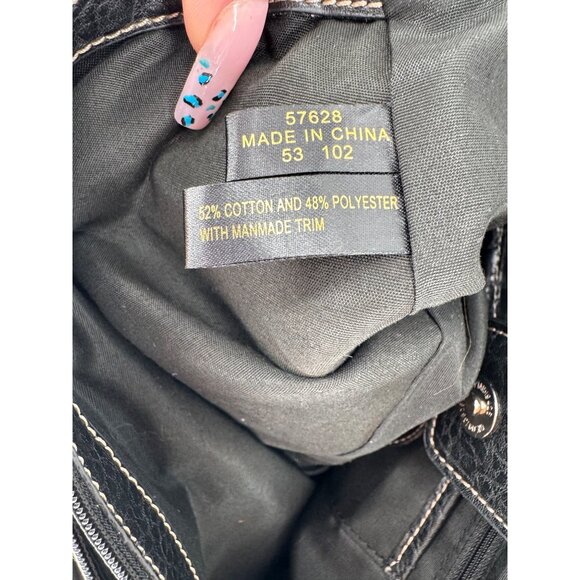 57628
MADE IN CHINA
53 102
52% COTTON AND 48% POLYESTER
WITH MANMADE TRIM